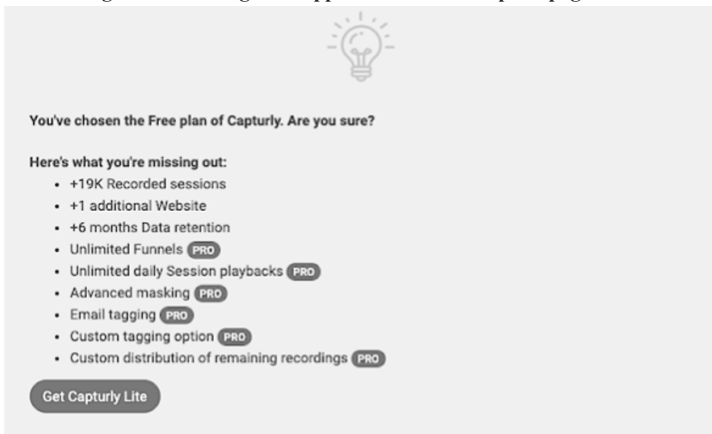 You've chosen the Free plan of Capturly. Are you sure?
Here's what you're missing out:
• +19K Recorded sessions
• +1 additional Website
• +6 months Data retention
• Unlimited Funnels PRO
• Unlimited daily Session playbacks PRO
• Advanced masking PRO
• Email tagging PRO
• Custom tagging option PRO
• Custom distribution of remaining recordings PRO
Get Capturly Lite